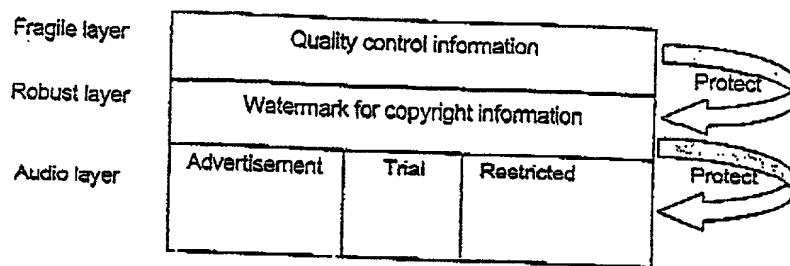 Fragile layer
Quality control information
Protect
Robust layer
Watermark for copyright information
Audio layer
Advertisement
Trial
Restricted
Protect